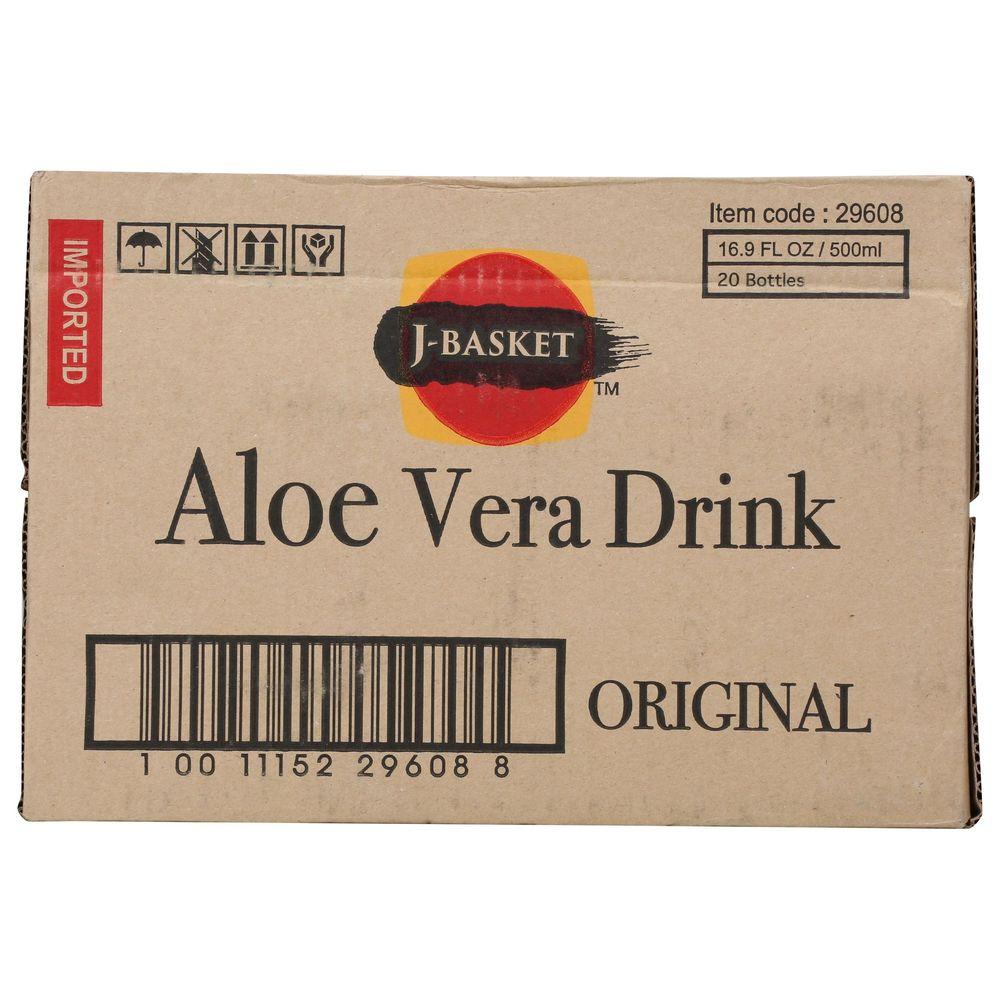 IMPORTED
Item code : 29608
16.9 FL OZ / 500ml
20 Bottles
J-BASKET
TM
Aloe Vera Drink
ORIGINAL
1 00 11152 29608 8